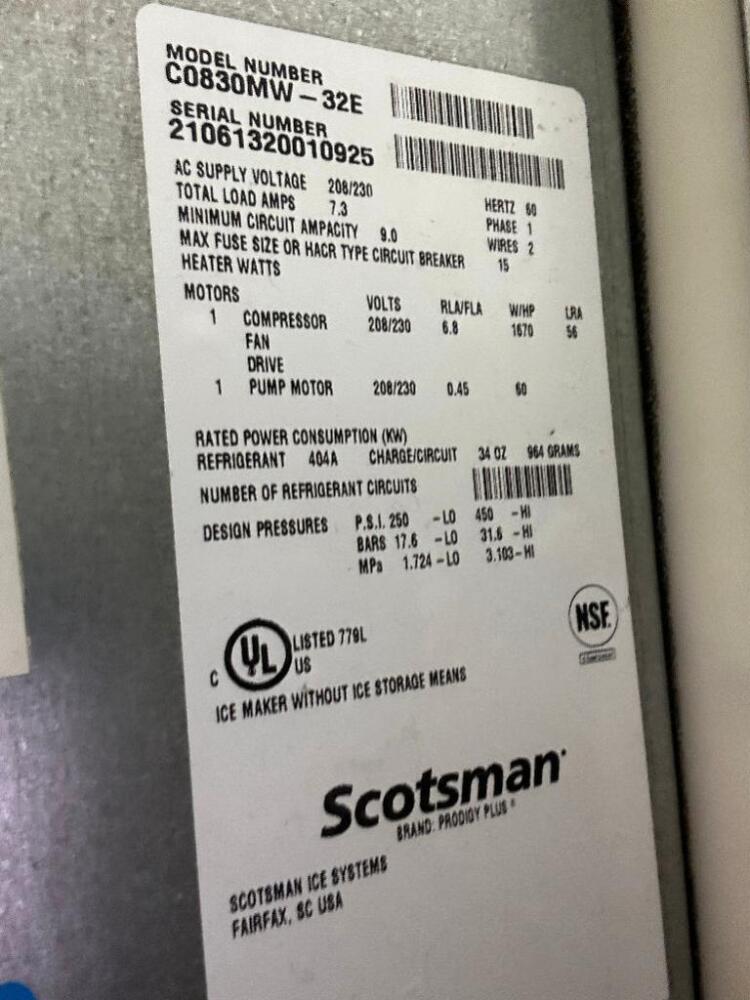 MODEL NUMBER
C0830MW-32E
SERIAL NUMBER
21061320010925
AC SUPPLY VOLTAGE 208/230 HERTZ 60
TOTAL LOAD AMPS 7.3 PHASE 1
MINIMUM CIRCUIT AMPACITY 9.0 WIRES 2
MAX FUSE SIZE OR HACR TYPE CIRCUIT BREAKER 15
HEATER WATTS
MOTORS VOLTS RLA/FLA W/HP LRA
1 COMPRESSOR 208/230 6.8 1670 56
FAN
DRIVE
1 PUMP MOTOR 208/230 0.45 60
RATED POWER CONSUMPTION (KW)
REFRIGERANT 404A CHARGE/CIRCUIT 34 OZ 964 GRAMS
NUMBER OF REFRIGERANT CIRCUITS
DESIGN PRESSURES P.S.I. 250 -LO 450 -HI
BARS 17.6 -LO 31.6 -HI
MPa 1.724 -LO 3.103-HI
NSF.
C UL LISTED 779L
US
ICE MAKER WITHOUT ICE STORAGE MEANS
Scotsman
BRAND: PRODIGY PLUS ®
SCOTSMAN ICE SYSTEMS
FAIRFAX, SC USA